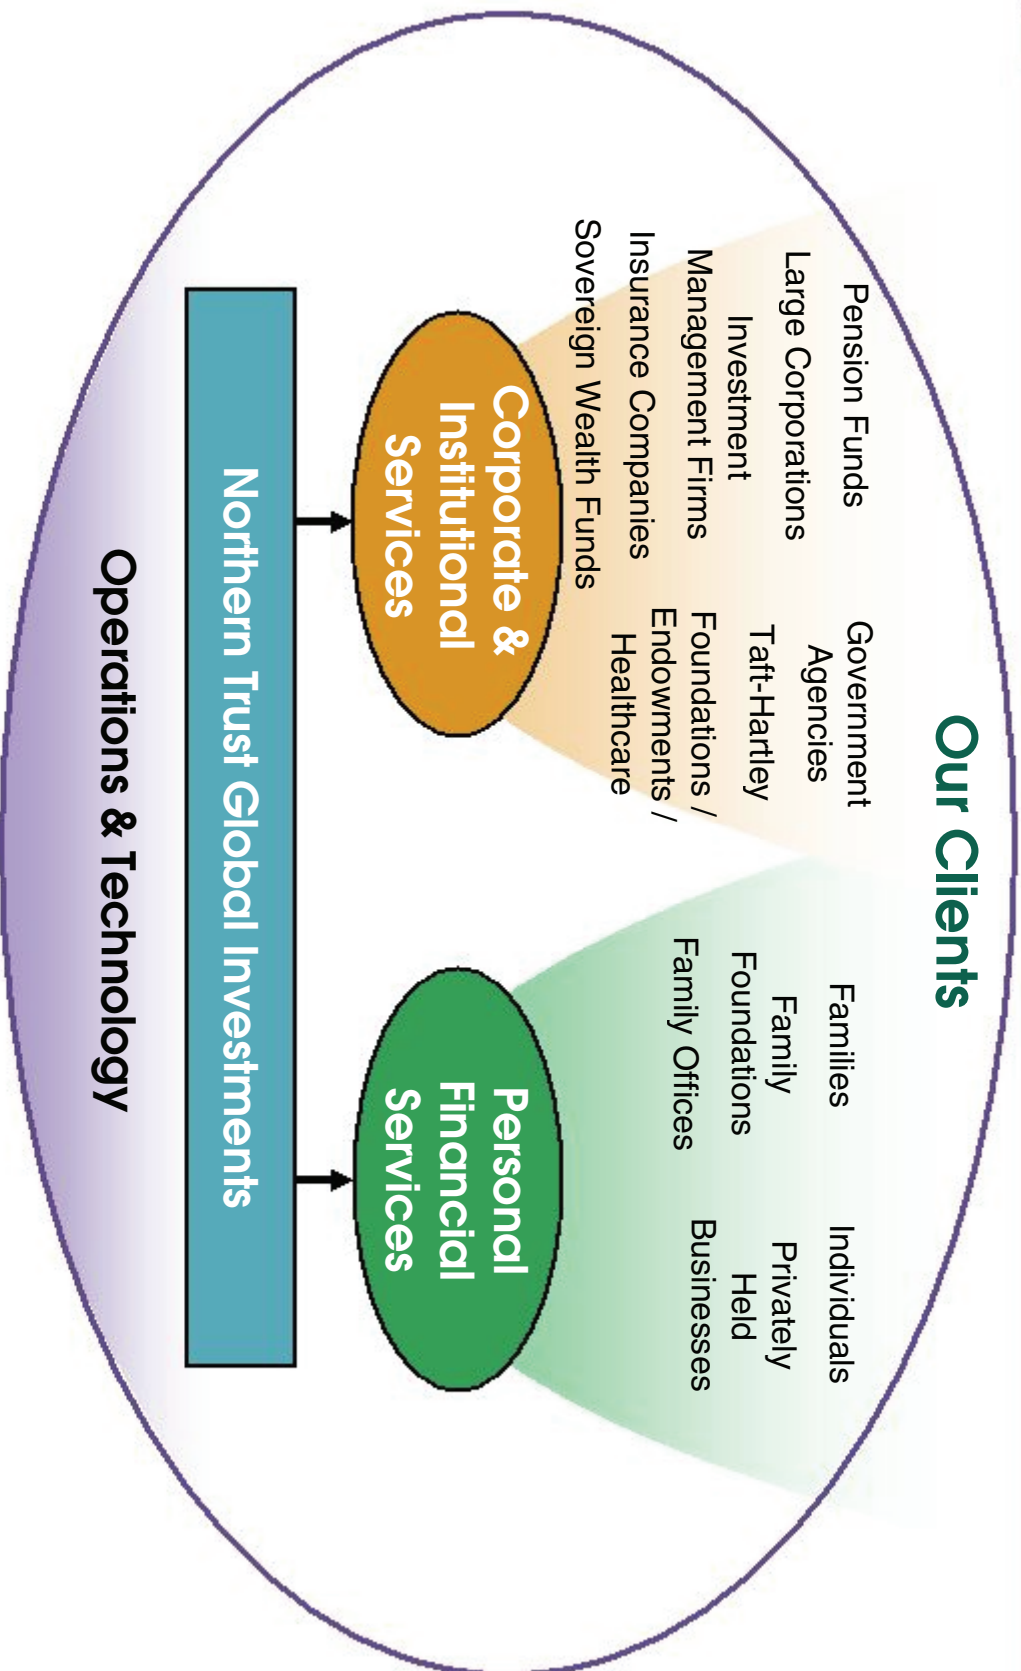 Our Clients
Pension Funds
Large Corporations
Investment
Management Firms
Insurance Companies
Sovereign Wealth Funds
Government
Agencies
Taft-Hartley
Foundations /
Endowments /
Healthcare
Families
Family
Foundations
Family Offices
Individuals
Privately
Held
Businesses
Corporate &
Institutional
Services
Personal
Financial
Services
Northern Trust Global Investments
Operations & Technology